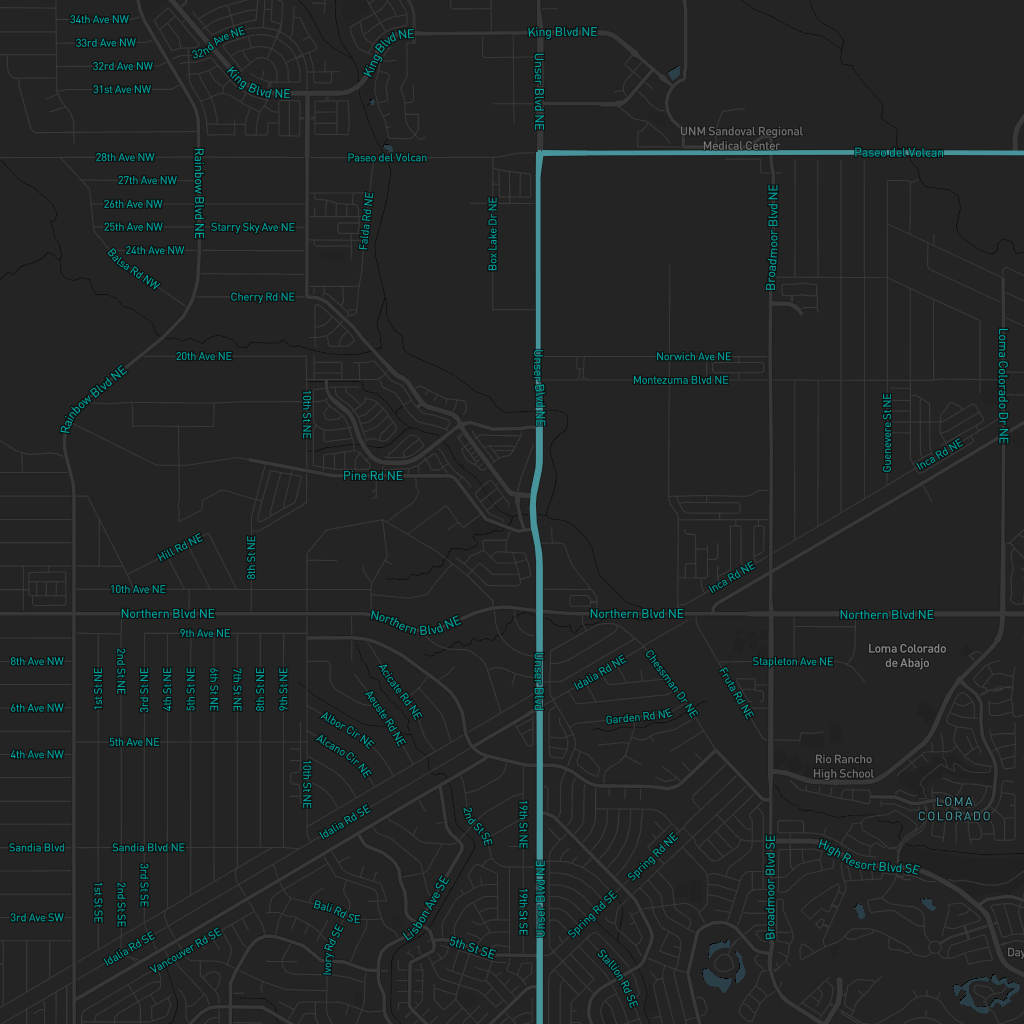 34th Ave NW
King Blvd NE
King Blvd NE
32nd Ave NE
33rd Ave NW
32nd Ave NW
31st Ave NW
King Blvd NE
Unser Blvd NE
UNM Sandoval Regional
Medical Center
28th Ave NW
Paseo del Volcan
Paseo del Volcan
27th Ave NW
Rainbow Blvd NE
26th Ave NW
Falda Rd NE
Box Lake Dr NE
Broadmoor Blvd NE
25th Ave NW
Starry Sky Ave NE
24th Ave NW
Balsa Rd NW
Cherry Rd NE
20th Ave NE
Norwich Ave NE
Montezuma Blvd NE
Unser Blvd NE
Loma Colorado Dr NE
Rainbow Blvd NE
10th St NE
Guenevere St NE
Inca Rd NE
Pine Rd NE
Hill Rd NE
8th St NE
Inca Rd NE
10th Ave NE
Northern Blvd NE
Northern Blvd NE
Northern Blvd NE
Northern Blvd NE
9th Ave NE
Loma Colorado
de Abajo
8th Ave NW
2nd St NE
Stapleton Ave NE
1st St NE
3rd St NE
4th St NE
5th St NE
6th St NE
7th St NE
8th St NE
9th St NE
Acicate Rd NE
Unser Blvd
Idalia Rd NE
Chessman Dr NE
Fruta Rd NE
6th Ave NW
Aeuste Rd NE
Garden Rd NE
Albor Cir NE
5th Ave NE
4th Ave NW
Alcano Cir NE
Rio Rancho
High School
10th St NE
LOMA
COLORADO
Idalia Rd SE
2nd St SE
19th St NE
Sandia Blvd
Sandia Blvd NE
Spring Rd NE
High Resort Blvd SE
3rd St SE
1st St SE
2nd St SE
Broadmoor Blvd SE
3rd Ave SW
Bali Rd SE
Lisbon Ave SE
19th St SE
Spring Rd SE
Idalia Rd SE
Vancouver Rd SE
Ivory Rd SE
5th St SE
Stallion Rd SE
Day